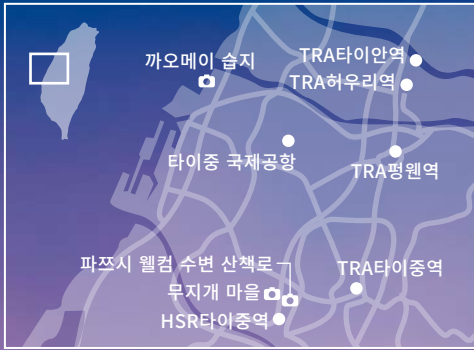 까오메이 습지
TRA타이안역
TRA허우리역
타이중 국제공항
TRA펑웬역
파쯔시 웰컴 수변 산책로
무지개 마을
TRA타이중역
HSR타이중역